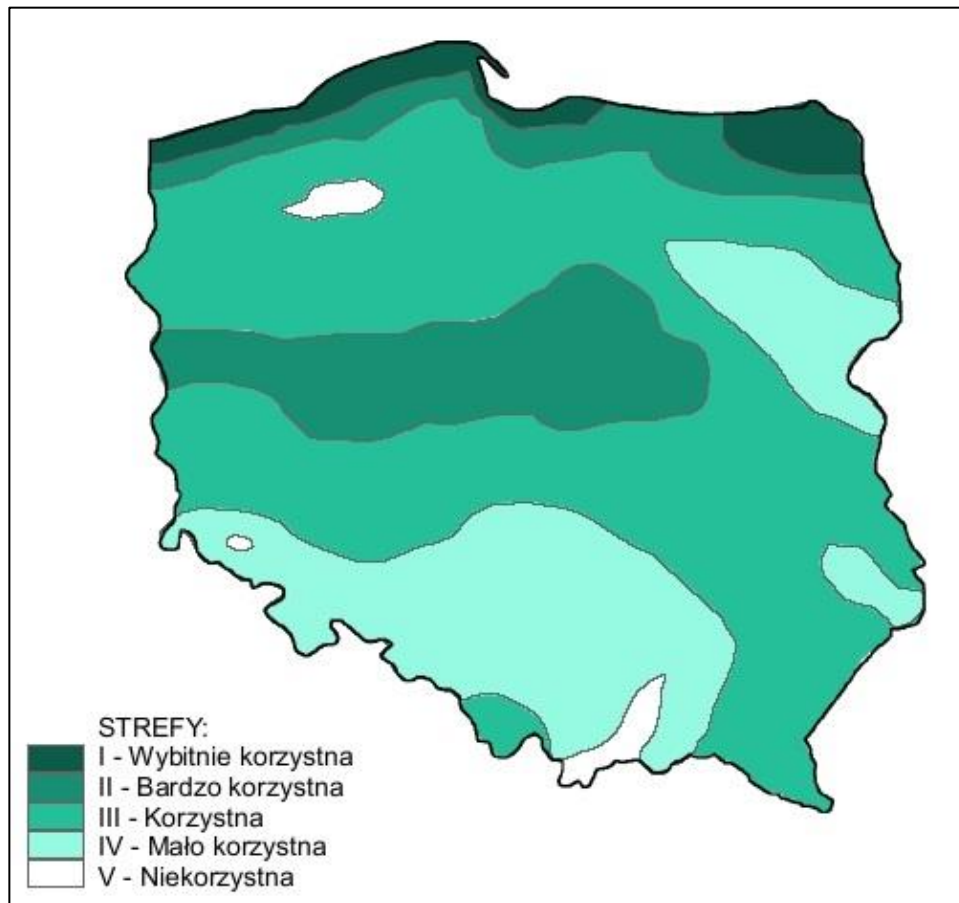 STREFY:
I - Wybitnie korzystna
II - Bardzo korzystna
III - Korzystna
IV - Mało korzystna
V - Niekorzystna